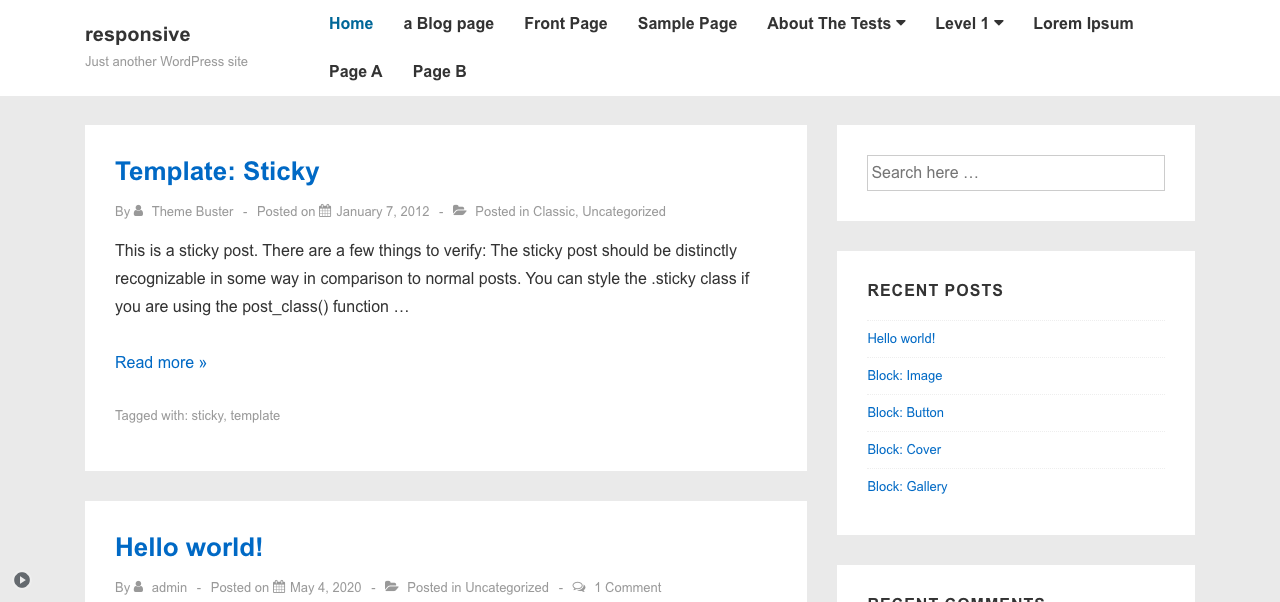 responsive
Just another WordPress site
Home a Blog page Front Page Sample Page About The Tests Level 1 Lorem Ipsum
Page A Page B
Template: Sticky
By Theme Buster - Posted on January 7, 2012 - Posted in Classic, Uncategorized
This is a sticky post. There are a few things to verify: The sticky post should be distinctly
recognizable in some way in comparison to normal posts. You can style the .sticky class if
you are using the post_class() function …
Read more »
Tagged with: sticky, template
Hello world!
By admin - Posted on May 4, 2020 - Posted in Uncategorized - 1 Comment
Search here …
RECENT POSTS
Hello world!
Block: Image
Block: Button
Block: Cover
Block: Gallery
RECENT COMMENTS